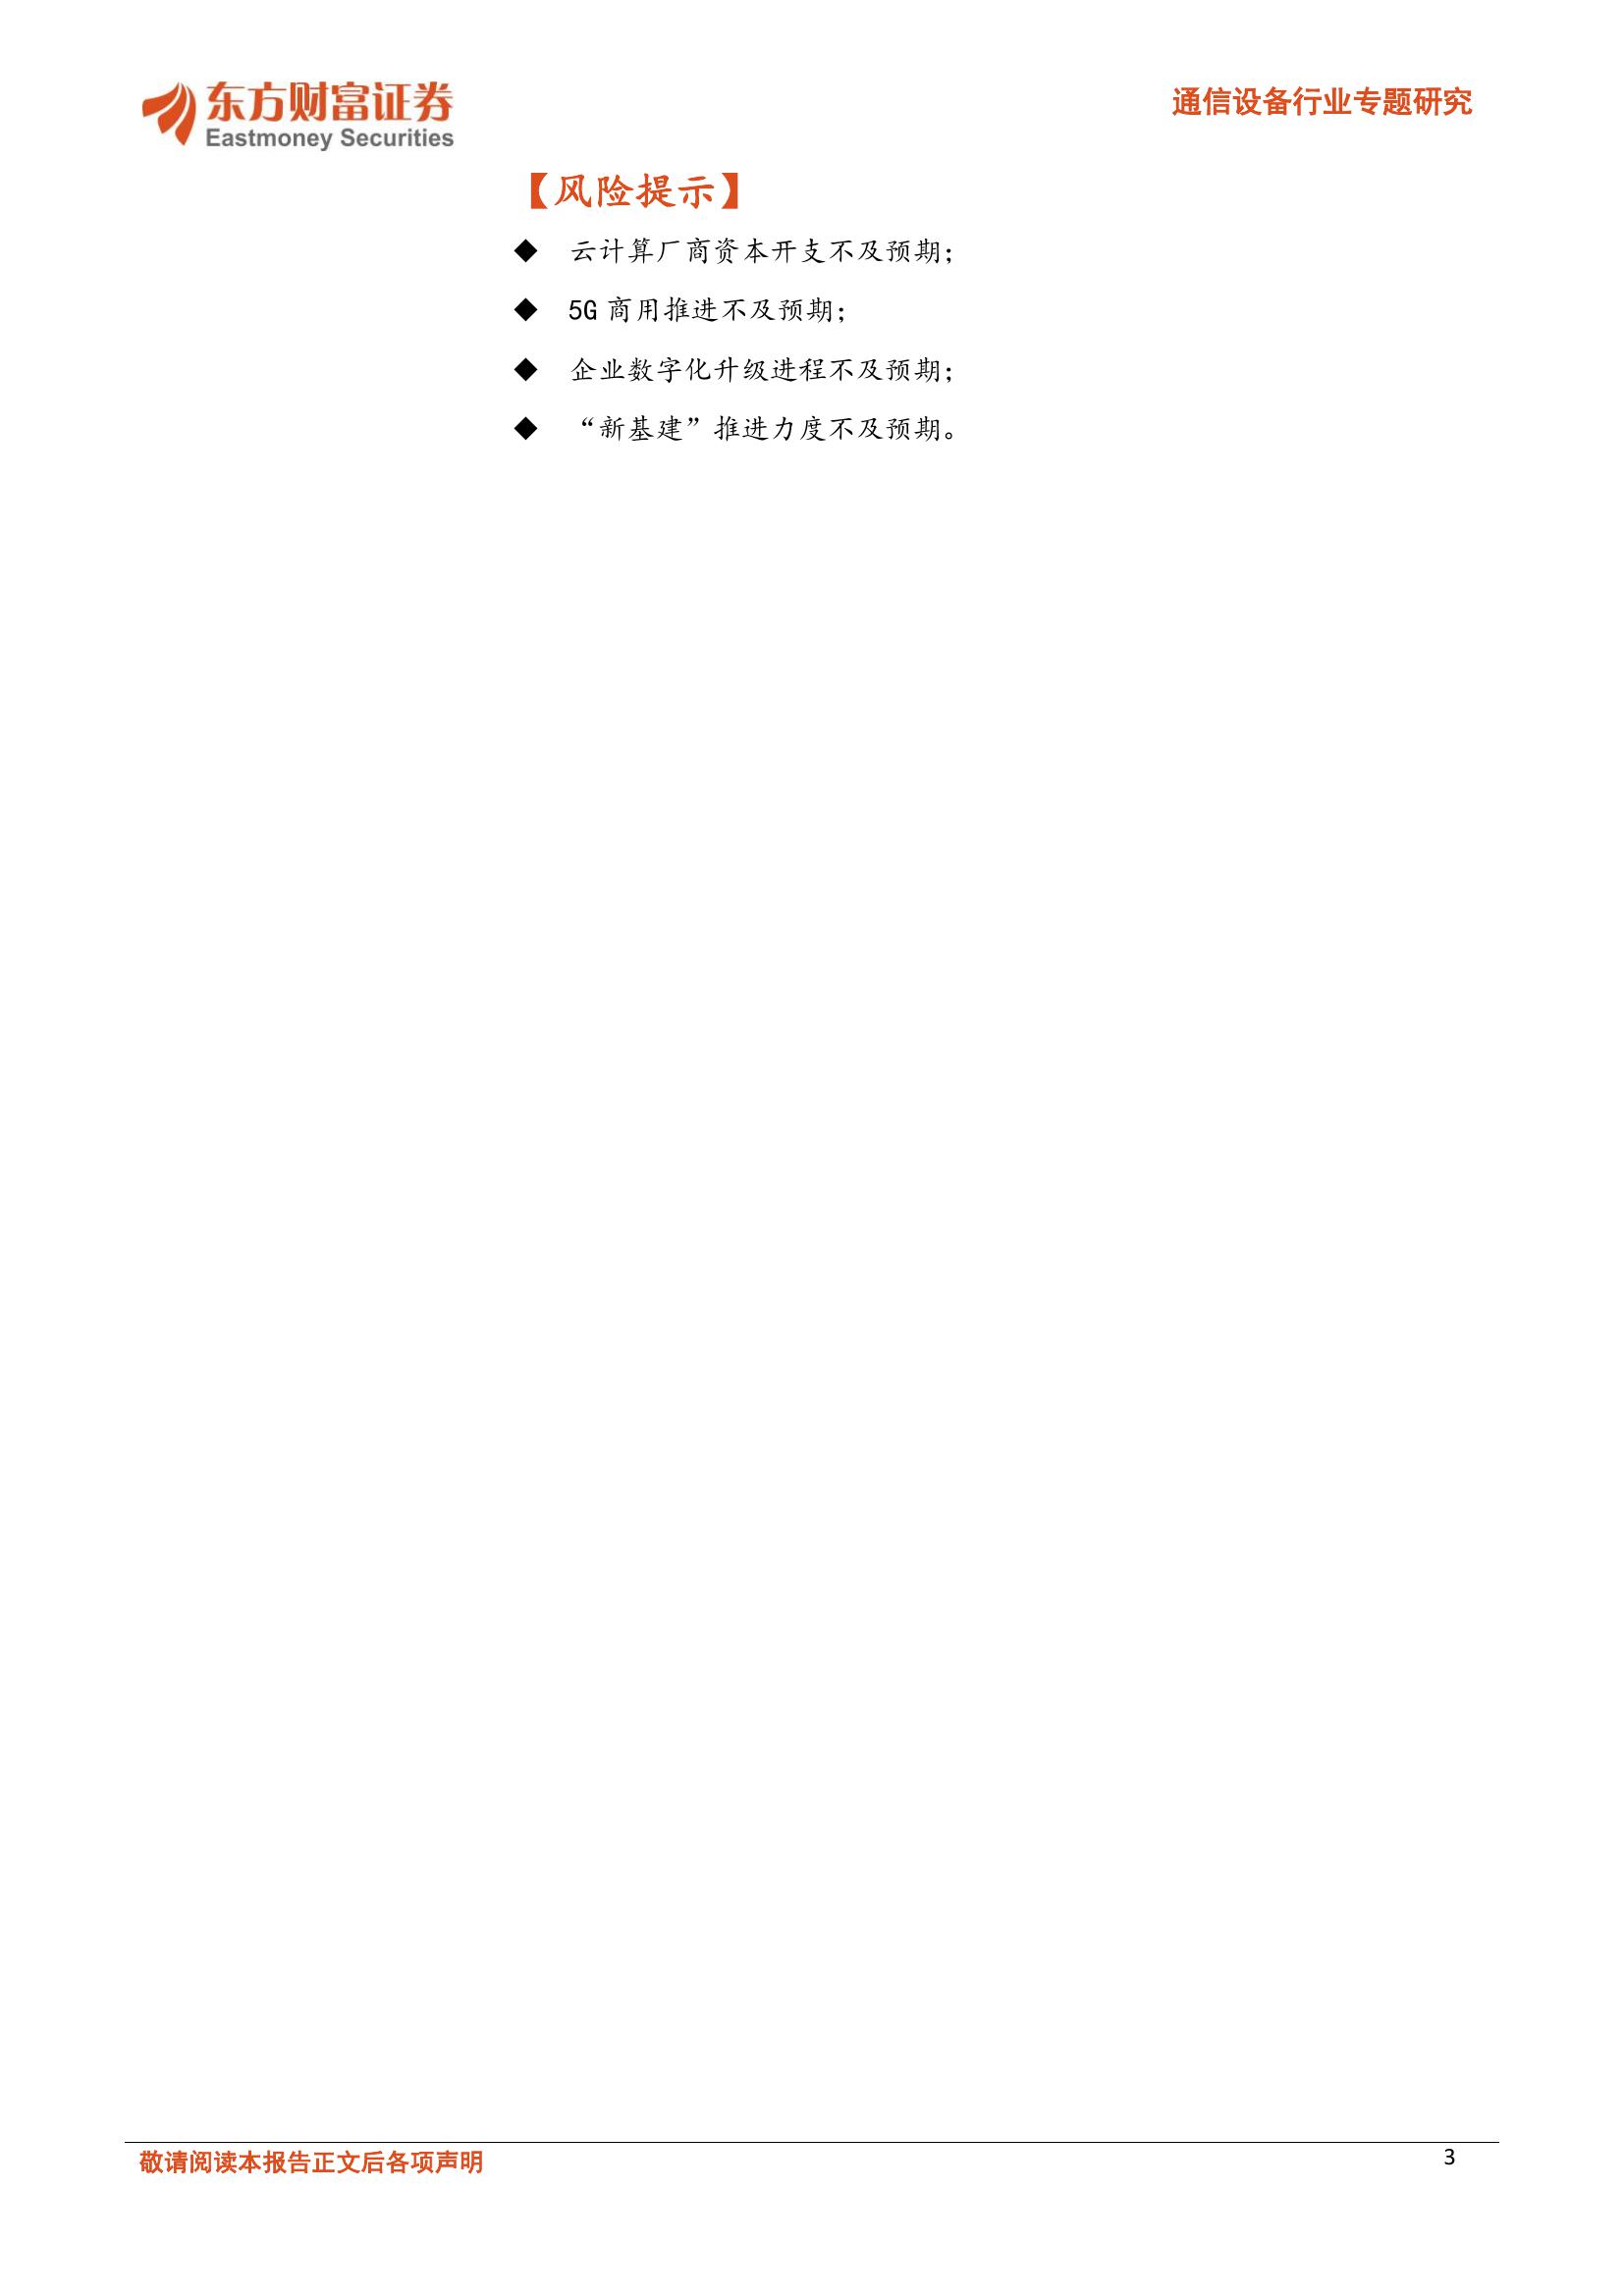 东方财富证券
Eastmoney Securities
通信设备行业专题研究
【风险提示】
◆ 云计算厂商资本开支不及预期；
◆ 5G 商用推进不及预期；
◆ 企业数字化升级进程不及预期；
◆ “新基建”推进力度不及预期。
敬请阅读本报告正文后各项声明
3